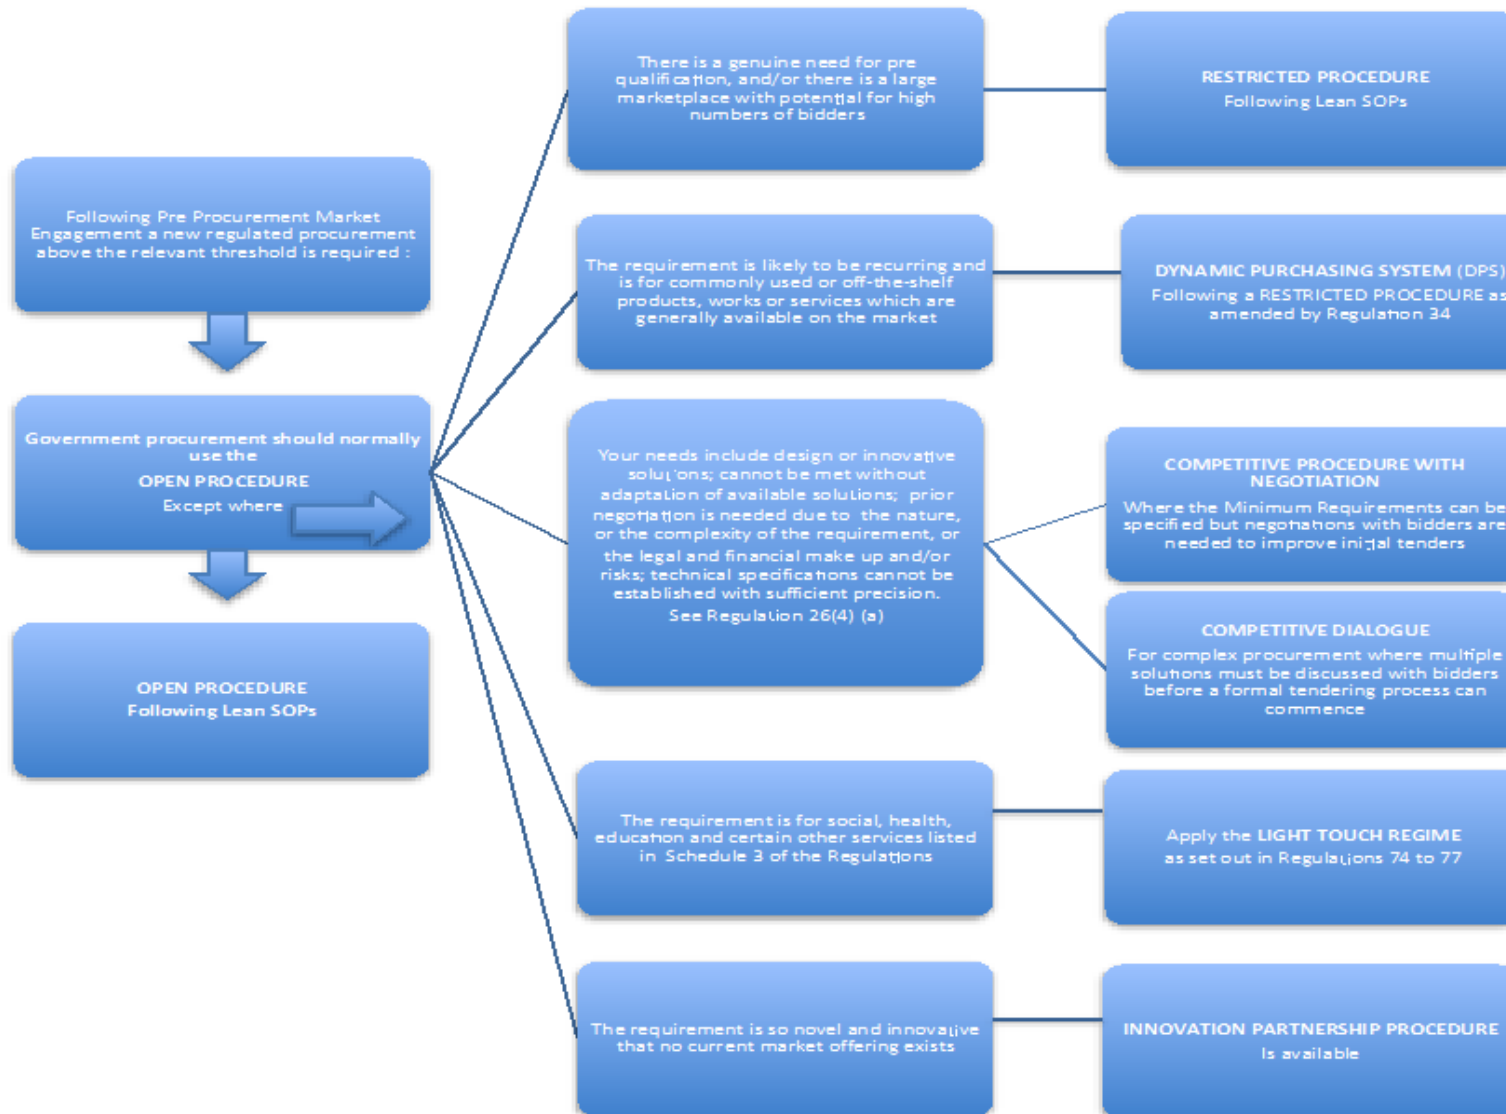 Following Pre Procurement Market
Engagement a new regulated procurement
above the relevant threshold is required :
Government procurement should normally
use the
OPEN PROCEDURE
Except where
OPEN PROCEDURE
Following Lean SOPs
There is a genuine need for pre
qualification, and/or there is a large
marketplace with potential for high
numbers of bidders
RESTRICTED PROCEDURE
Following Lean SOPs
The requirement is likely to be recurring and
is for commonly used or off-the-shelf
products, works or services which are
generally available on the market
DYNAMIC PURCHASING SYSTEM (DPS)
Following a RESTRICTED PROCEDURE as
amended by Regulation 34
Your needs include design or innovative
solutions; cannot be met without
adaptation of available solutions; prior
negotiation is needed due to the nature,
or the complexity of the requirement, or
the legal and financial make up and/or
risks; technical specifications cannot be
established with sufficient precision.
See Regulation 26(4) (a)
COMPETITIVE PROCEDURE WITH
NEGOTIATION
Where the Minimum Requirements can be
specified but negotiations with bidders are
needed to improve initial tenders
COMPETITIVE DIALOGUE
For complex procurement where multiple
solutions must be discussed with bidders
before a formal tendering process can
commence
The requirement is for social, health,
education and certain other services listed
in Schedule 3 of the Regulations
Apply the LIGHT TOUCH REGIME
as set out in Regulations 74 to 77
The requirement is so novel and innovative
that no current market offering exists
INNOVATION PARTNERSHIP PROCEDURE
Is available